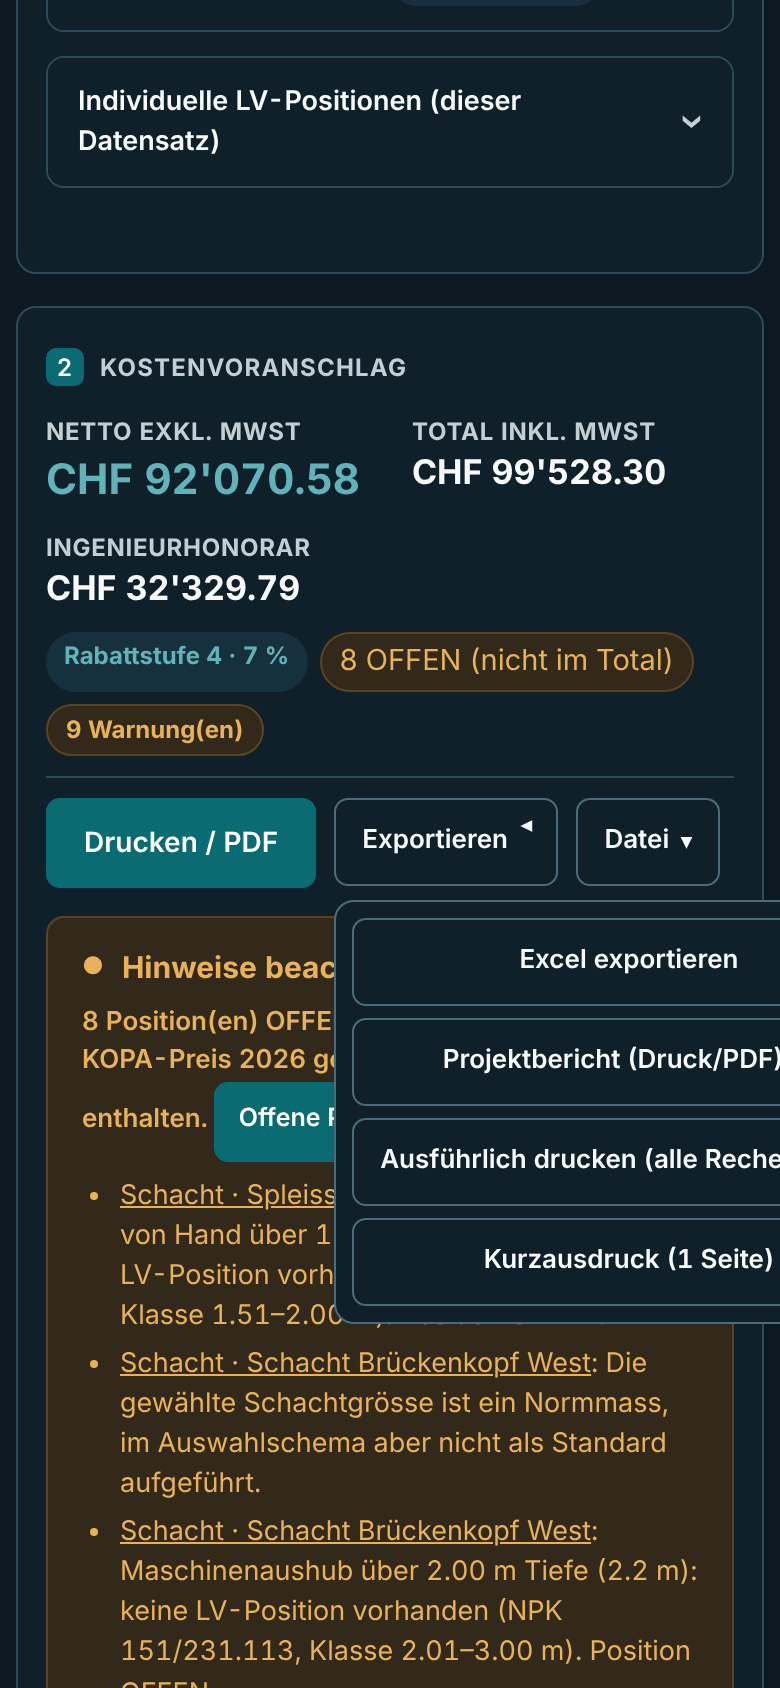 Individuelle LV-Positionen (dieser
Datensatz)
2 KOSTENVORANSCHLAG
NETTO EXKL. MWST
CHF 92'070.58
TOTAL INKL. MWST
CHF 99'528.30
INGENIEURHONORAR
CHF 32'329.79
Rabattstufe 4 · 7 %
8 OFFEN (nicht im Total)
9 Warnung(en)
Drucken / PDF
Exportieren ◂
Datei ▾
Excel exportieren
Projektbericht (Druck/PDF)
Ausführlich drucken (alle Reche
Kurzausdruck (1 Seite)
Hinweise beac
8 Position(en) OFFE
KOPA-Preis 2026
enthalten.
Offene
Schacht · Spleiss
von Hand über 1
LV-Position vorh
Klasse 1.51–2.00
Schacht · Schacht Brückenkopf West: Die
gewählte Schachtgrösse ist ein Normmass,
im Auswahlschema aber nicht als Standard
aufgeführt.
Schacht · Schacht Brückenkopf West:
Maschinenaushub über 2.00 m Tiefe (2.2 m):
keine LV-Position vorhanden (NPK
151/231.113, Klasse 2.01–3.00 m). Position